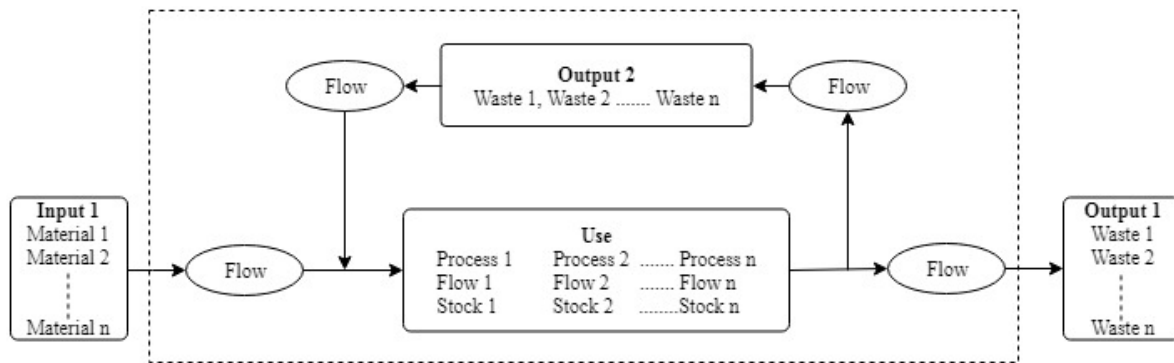 Flow
Output 2
Waste 1, Waste 2 ....... Waste n
Flow
Input 1
Material 1
Material 2
Material n
Flow
Use
Process 1 Process 2 ....... Process n
Flow 1 Flow 2 ....... Flow n
Stock 1 Stock 2 ........Stock n
Flow
Output 1
Waste 1
Waste 2
Waste n